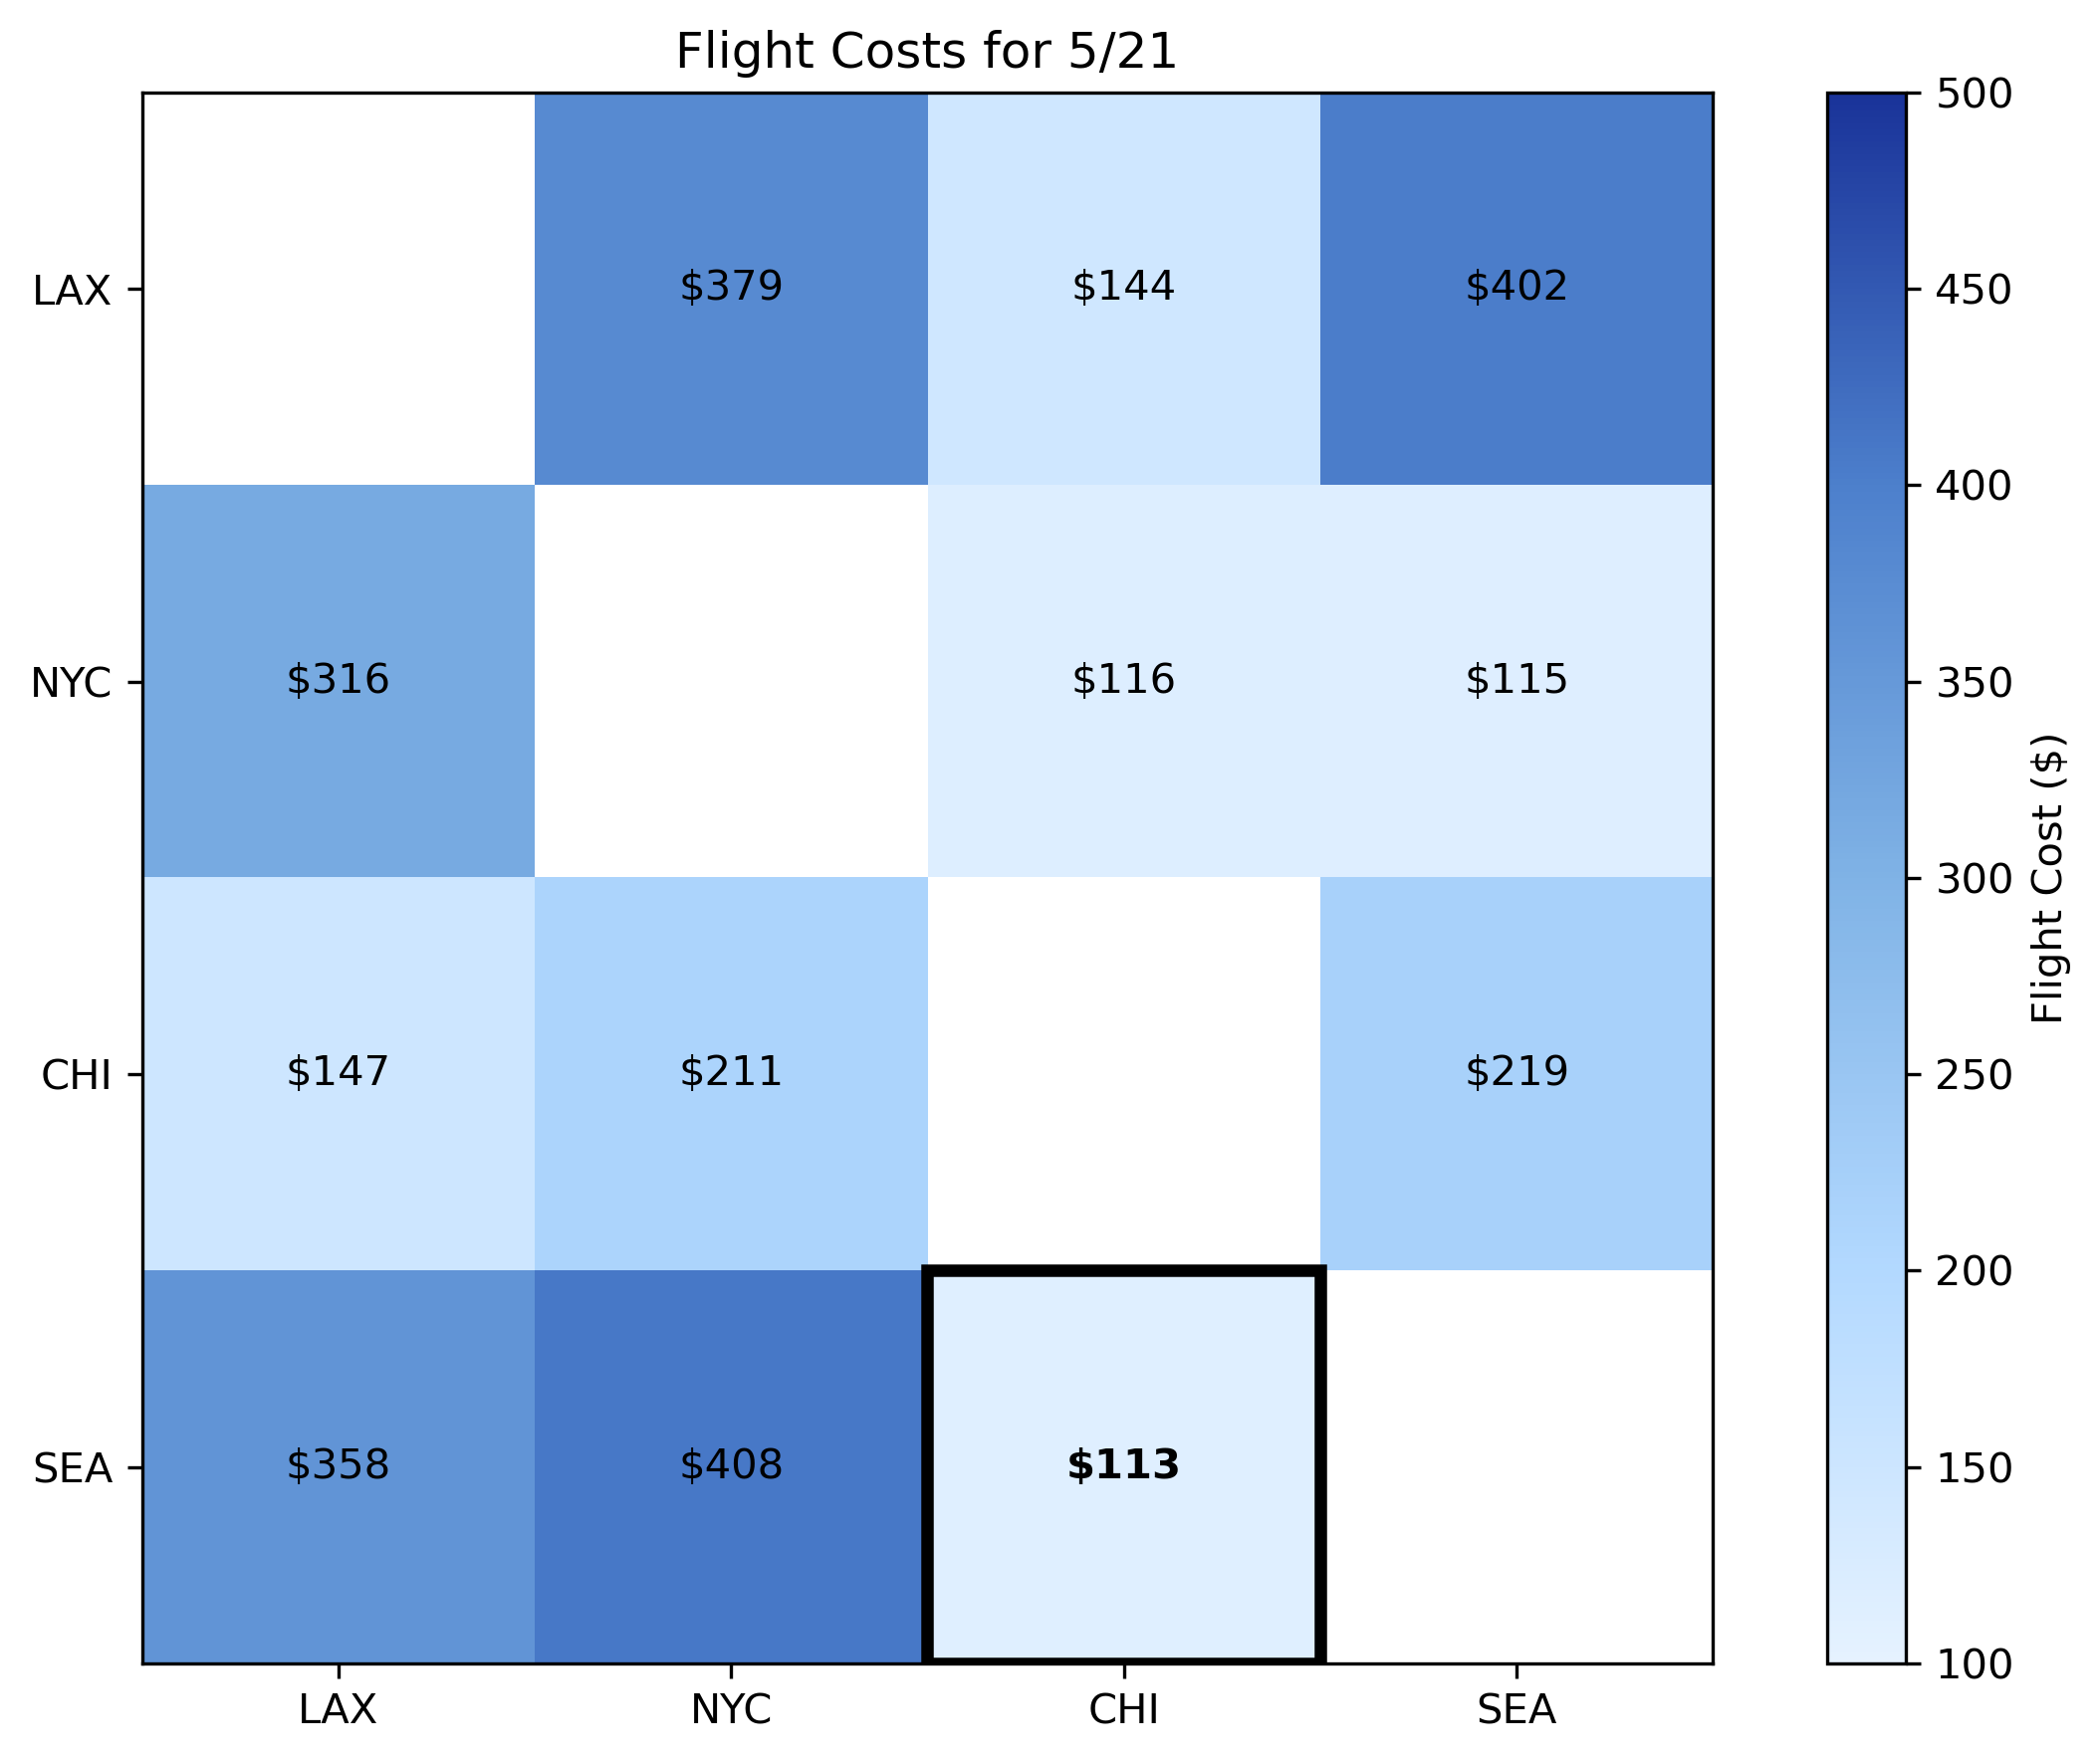 Flight Costs for 5/21
LAX
$379
$144
$402
NYC
$316
$116
$115
CHI
$147
$211
$219
SEA
$358
$408
$113
LAX
NYC
CHI
SEA
500
450
400
350
300
250
200
150
100
Flight Cost ($)